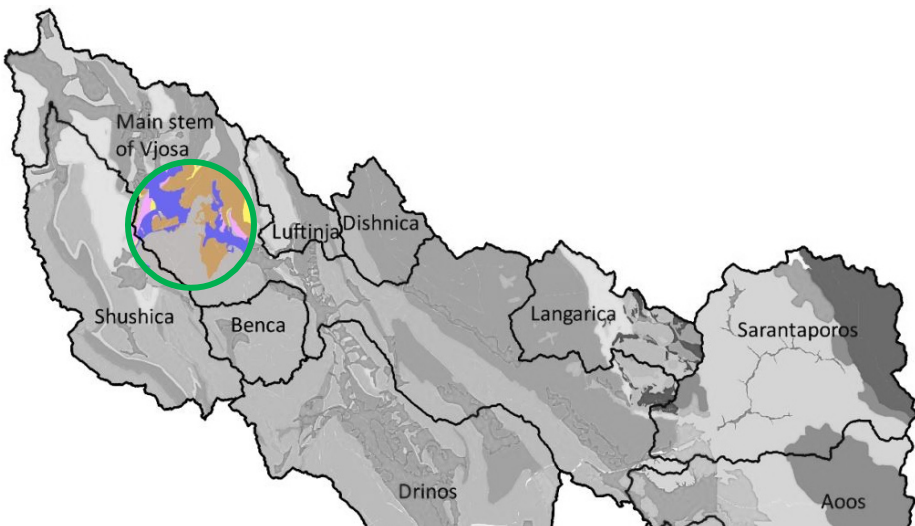 Main stem
of Vjosa
Luftinja
Dishnica
Shushica
Benca
Langarica
Sarantaporos
Drinos
Aoos